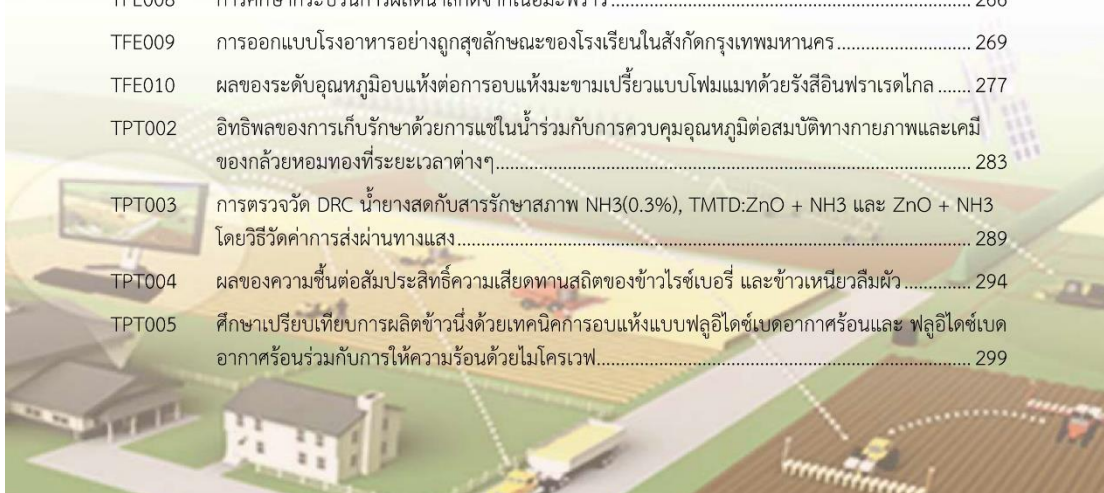 TFE009 การออกแบบโรงอาหารอย่างถูกสุขลักษณะของโรงเรียนในสังกัดกรุงเทพมหานคร 269
TFE010 ผลของระดับอุณหภูมิอบแห้งต่อการอบแห้งมะขามเปรี้ยวแบบโฟมแมทด้วยรังสีอินฟราเรดไกล 277
TPT002 อิทธิพลของการเก็บรักษาด้วยการแช่ในน้ำร่วมกับการควบคุมอุณหภูมิต่อสมบัติทางกายภาพและเคมี
ของกล้วยหอมทองที่ระยะเวลาต่างๆ 283
TPT003 การตรวจวัด DRC น้ำยางสดกับสารรักษาสภาพ NH3(0.3%), TMTD:ZnO + NH3 และ ZnO + NH3
โดยวิธีวัดค่าการส่งผ่านทางแสง 289
TPT004 ผลของความชื้นต่อสัมประสิทธิ์ความเสียดทานสถิตของข้าวไรซ์เบอรี่ และข้าวเหนียวลืมผัว 294
TPT005 ศึกษาเปรียบเทียบการผลิตข้าวนึ่งด้วยเทคนิคการอบแห้งแบบฟลูอิไดซ์เบดอากาศร้อนและ ฟลูอิไดซ์เบด
อากาศร้อนร่วมกับการให้ความร้อนด้วยไมโครเวฟ 299